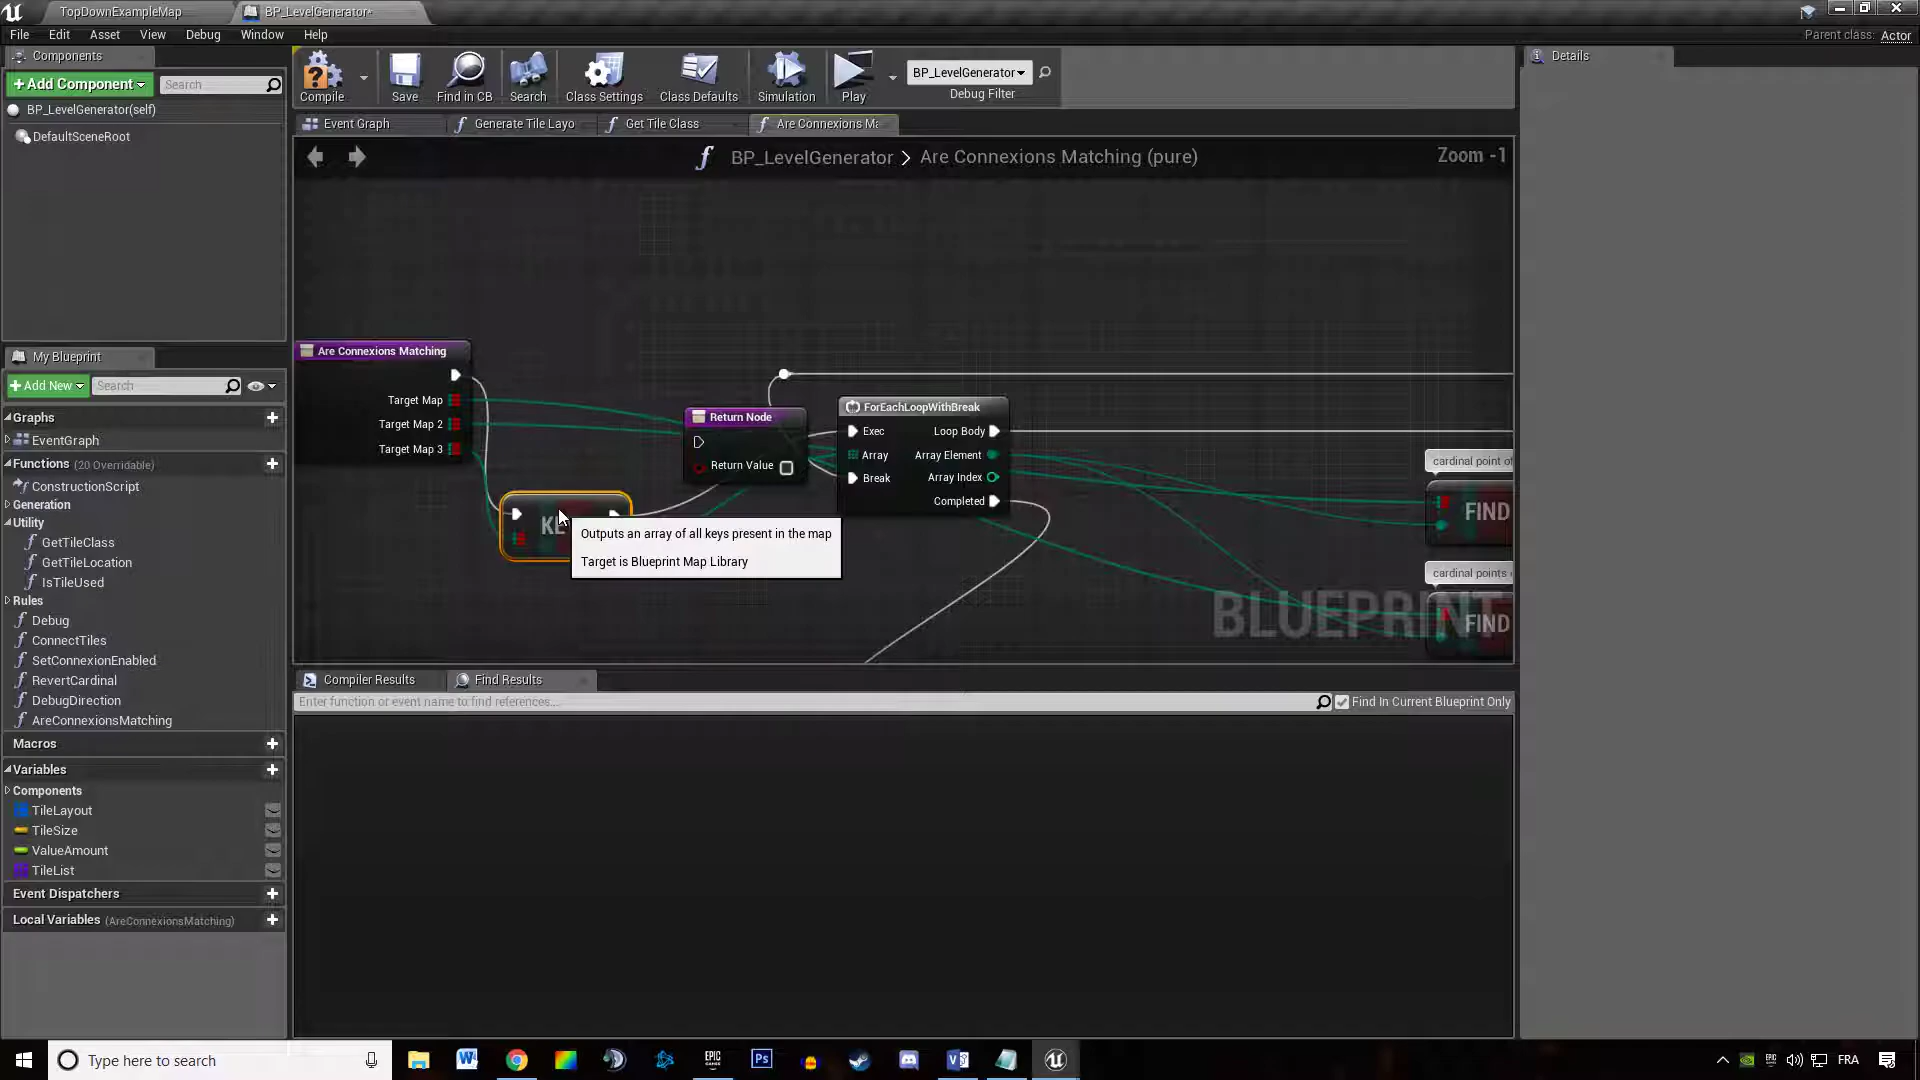 TopDownExampleMap
BP_LevelGenerator*
File Edit Asset View Debug Window Help
Parent class: Actor
Components
Details
+Add Component
Search
Compile
Save
Find in CB
Search
Class Settings
Class Defaults
Simulation
Play
BP_LevelGenerator
Debug Filter
BP_LevelGenerator(self)
DefaultSceneRoot
Event Graph
Generate Tile Layo
Get Tile Class
Are Connexions Ma
BP_LevelGenerator > Are Connexions Matching (pure)
Zoom -1
Are Connexions Matching
Target Map
Target Map 2
Target Map 3
Return Node
Return Value
ForEachLoopWithBreak
Exec
Loop Body
Array
Array Element
Break
Array Index
Completed
cardinal point of
FIND
cardinal points
FIND
KE
Outputs an array of all keys present in the map
Target is Blueprint Map Library
BLUEPRINT
My Blueprint
+Add New
Search
Graphs
EventGraph
Functions (20 Overridable)
ConstructionScript
Generation
Utility
GetTileClass
GetTileLocation
IsTileUsed
Rules
Debug
ConnectTiles
SetConnexionEnabled
RevertCardinal
DebugDirection
AreConnexionsMatching
Macros
Variables
Components
TileLayout
TileSize
ValueAmount
TileList
Event Dispatchers
Local Variables (AreConnexionsMatching)
Compiler Results
Find Results
Enter function or event name to find references...
Find In Current Blueprint Only
Type here to search
FRA